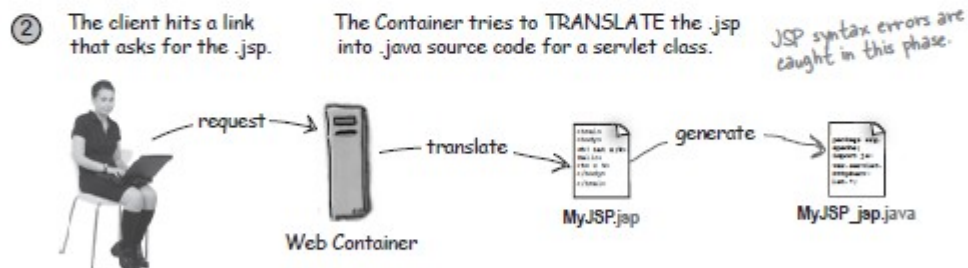 2
The client hits a link
that asks for the .jsp.
The Container tries to TRANSLATE the .jsp
into .java source code for a servlet class.
JSP syntax errors are
caught in this phase.
request
translate
generate
MyJSP.jsp
MyJSP_jsp.java
Web Container